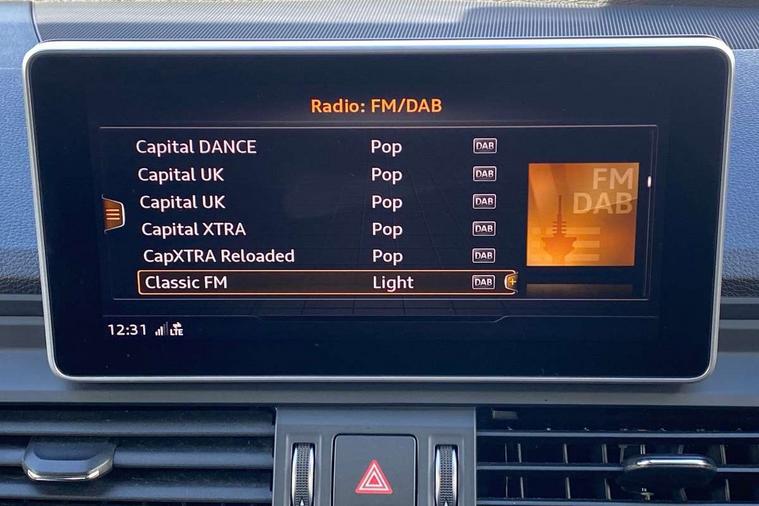 Radio: FM/DAB
Capital DANCE Pop DAB
Capital UK Pop DAB
Capital UK Pop DAB
Capital XTRA Pop DAB
CapXTRA Reloaded Pop DAB
Classic FM Light DAB
FM
DAB
12:31 LTE